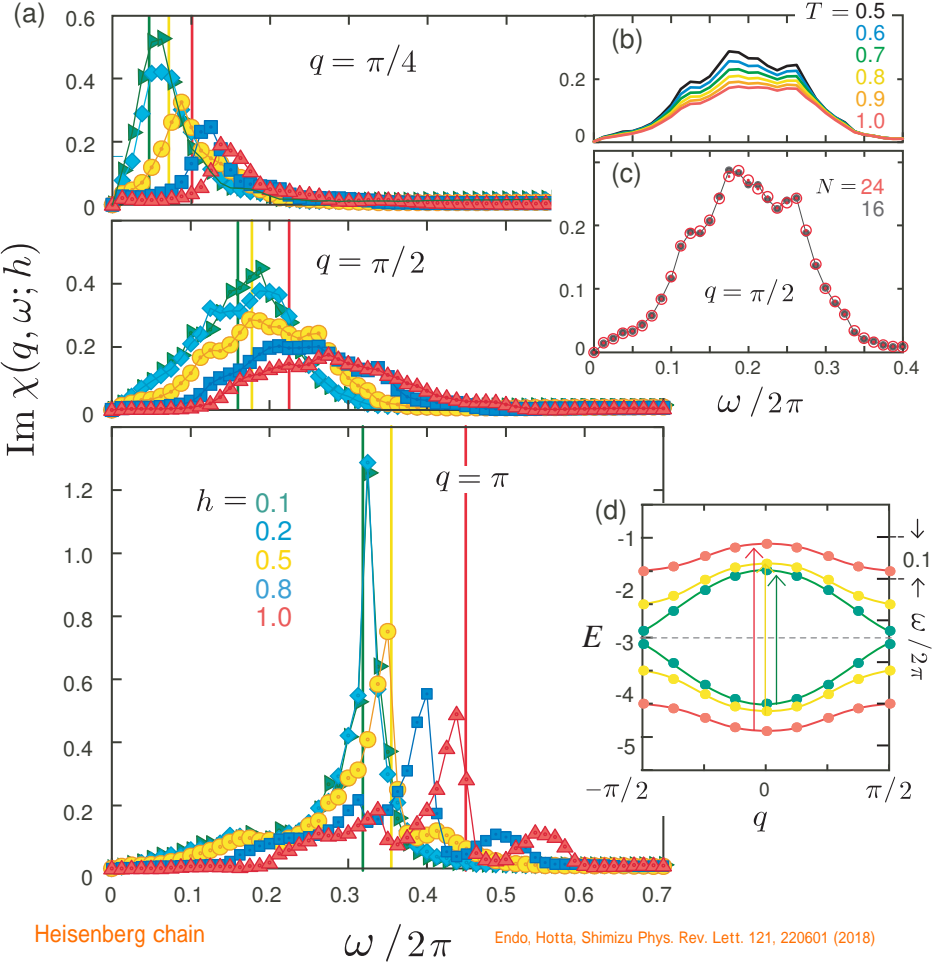 (a)
0.6
0.4
0.2
0
q = π/4
(b)
T = 0.5
0.6
0.7
0.8
0.9
1.0
0.2
0
(c)
N = 24
16
0.2
0.1
0
q = π/2
0
0.1
0.2
0.3
0.4
ω/2π
0.4
0.2
0
q = π/2
Im χ(q, ω; h)
q = π
h = 0.1
0.2
0.5
0.8
1.0
1.2
1.0
0.8
0.6
0.4
0.2
0
0
0.1
0.2
0.3
0.4
0.5
0.6
0.7
ω/2π
(d)
-1
-2
-3
-4
-5
E
0.1
ω/2π
−π/2
0
π/2
q
Heisenberg chain
Endo, Hotta, Shimizu Phys. Rev. Lett. 121, 220601 (2018)